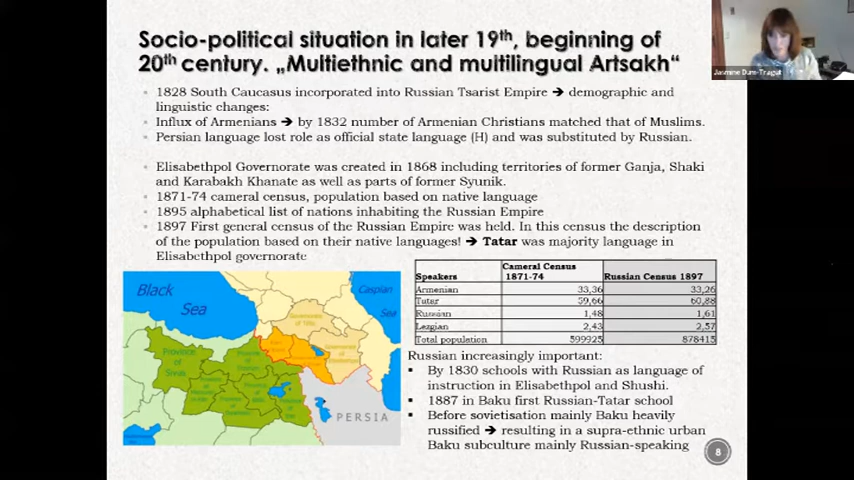 Socio-political situation in later 19th, beginning of
20th century. „Multiethnic and multilingual Artsakh“
Jasmine Dum-Tragut
1828 South Caucasus incorporated into Russian Tsarist Empire → demographic and
linguistic changes:
Influx of Armenians → by 1832 number of Armenian Christians matched that of Muslims.
Persian language lost role as official state language (H) and was substituted by Russian.
Elisabethpol Governorate was created in 1868 including territories of former Ganja, Shaki
and Karabakh Khanate as well as parts of former Syunik.
1871-74 cameral census, population based on native language
1895 alphabetical list of nations inhabiting the Russian Empire
1897 First general census of the Russian Empire was held. In this census the description
of the population based on their native languages! → Tatar was majority language in
Elisabethpol governorate
Black
Sea
Caspian
Sea
PERSIA
Speakers Cameral Census 1871-74 Russian Census 1897
Armenian 33,36 33,26
Tatar 59,66 60,88
Russian 1,48 1,61
Lezgian 2,43 2,57
Total population 599925 878415
Russian increasingly important:
By 1830 schools with Russian as language of
instruction in Elisabethpol and Shushi.
1887 in Baku first Russian-Tatar school
Before sovietisation mainly Baku heavily
russified → resulting in a supra-ethnic urban
Baku subculture mainly Russian-speaking
8